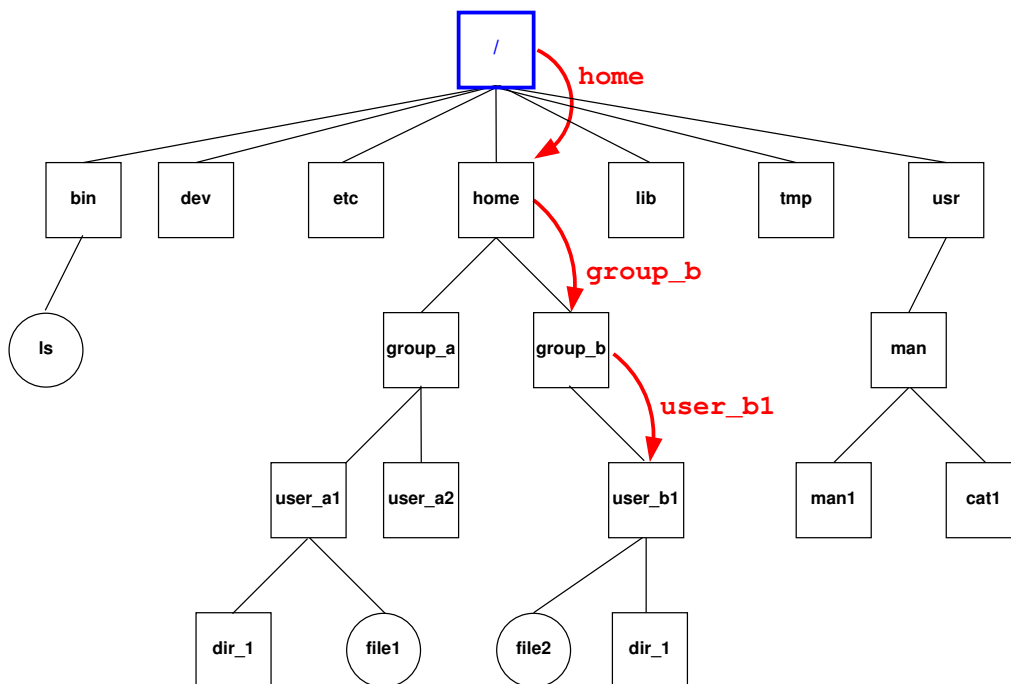 /
home
bin
dev
etc
home
lib
tmp
usr
group_b
ls
group_a
group_b
man
user_b1
user_a1
user_a2
user_b1
man1
cat1
dir_1
file1
file2
dir_1